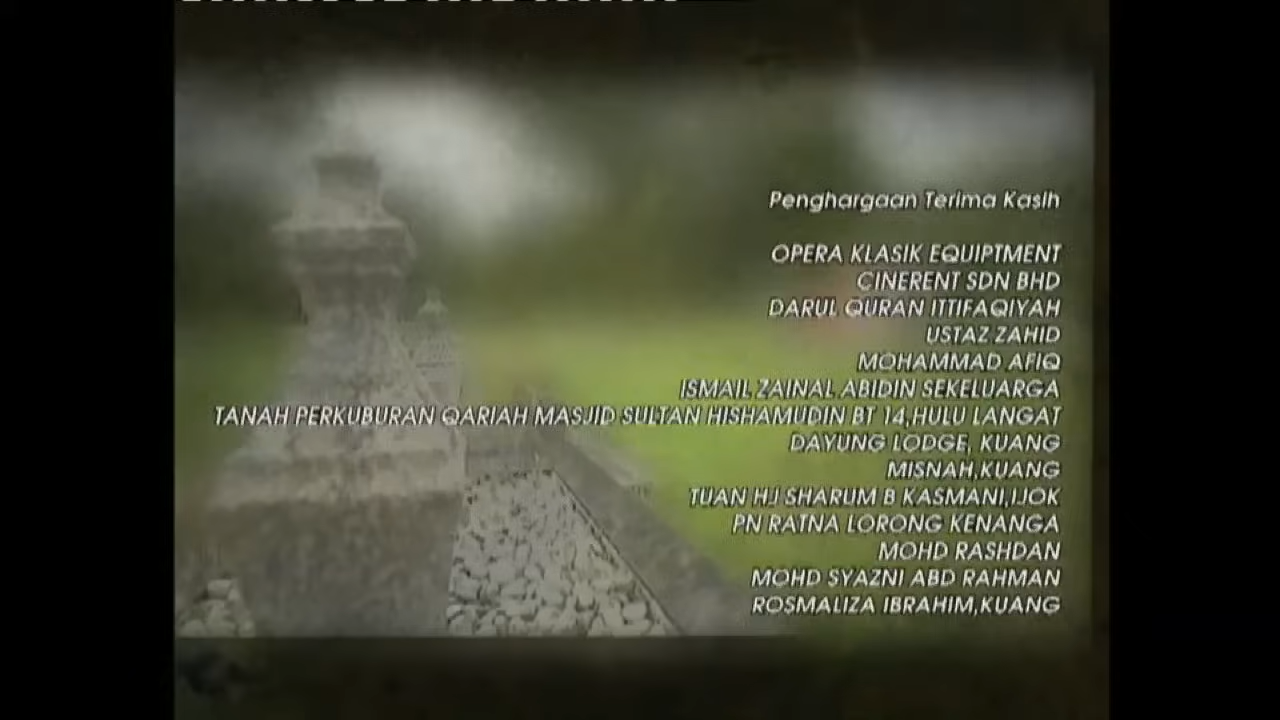 Penghargaan Terima Kasih
OPERA KLASIK EQUIPTMENT
CINERENT SDN BHD
DARUL QURAN ITTIFAQIYAH
USTAZ ZAHID
MOHAMMAD AFIQ
ISMAIL ZAINAL ABIDIN SEKELUARGA
TANAH PERKUBURAN QARIAH MASJID SULTAN HISHAMUDIN BT 14,HULU LANGAT
DAYUNG LODGE, KUANG
MISNAH,KUANG
TUAN HJ SHARUM B KASMANI,IJOK
PN RATNA LORONG KENANGA
MOHD RASHDAN
MOHD SYAZNI ABD RAHMAN
ROSMALIZA IBRAHIM,KUANG